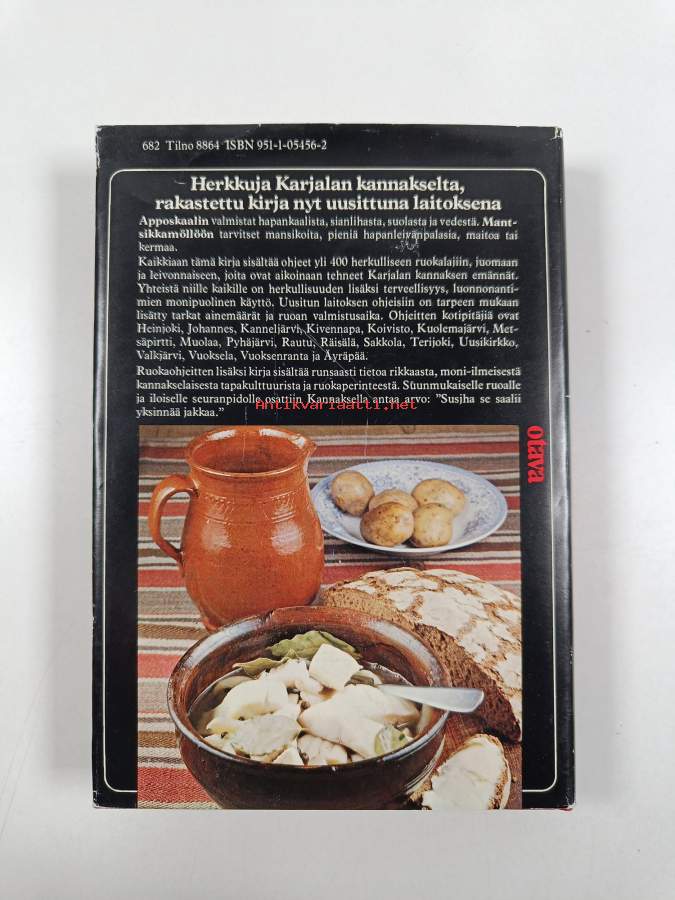 682 Tilno 8864 ISBN 951-1-05456-2
Herkkuja Karjalan kannakselta,
rakastettu kirja nyt uusittuna laitoksena
Apposkaalin valmistat hapankaalista, sianlihasta, suolasta ja vedestä. Mant-
sikkamöllöön tarvitset mansikoita, pieniä hapanleivänpalasia, maitoa tai
kermaa.
Kaikkiaan tämä kirja sisältää ohjeet yli 400 herkulliseen ruokalajiin, juomaan
ja leivonnaiseen, joita ovat aikoinaan tehneet Karjalan kannaksen emännät.
Yhteistä niille kaikille on herkullisuuden lisäksi terveellisyys, luonnonanti-
mien monipuolinen käyttö. Uusitun laitoksen ohjeisiin on tarpeen mukaan
lisätty tarkat ainemäärät ja ruoan valmistusaika. Ohjeitten kotipitäjiä ovat
Heinjoki, Johannes, Kanneljärvi, Kivennapa, Koivisto, Kuolemajärvi, Met-
säpirtti, Muolaa, Pyhäjärvi, Rautu, Räisälä, Sakkola, Terijoki, Uusikirkko,
Valkjärvi, Vuoksela, Vuoksenranta ja Äyräpää.
Ruokaohjeitten lisäksi kirja sisältää runsaasti tietoa rikkaasta, moni-ilmeisestä
kannakselaisesta tapakulttuurista ja ruokaperinteestä. Suunmukaiselle ruoalle
ja iloiselle seuranpidolle osattiin Kannaksella antaa arvo: "Susjha se saalii
yksinnää jakkaa."
Antikvariaatti.net
otava